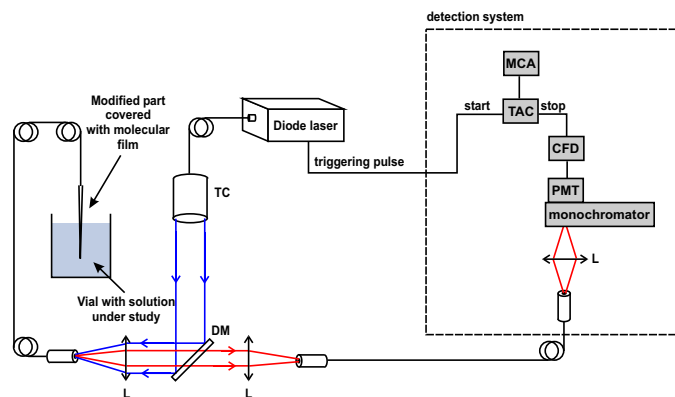 detection system
MCA
start
TAC
stop
CFD
PMT
monochromator
L
Modified part
covered
with molecular
film
Diode laser
triggering pulse
TC
Vial with solution
under study
DM
L
L